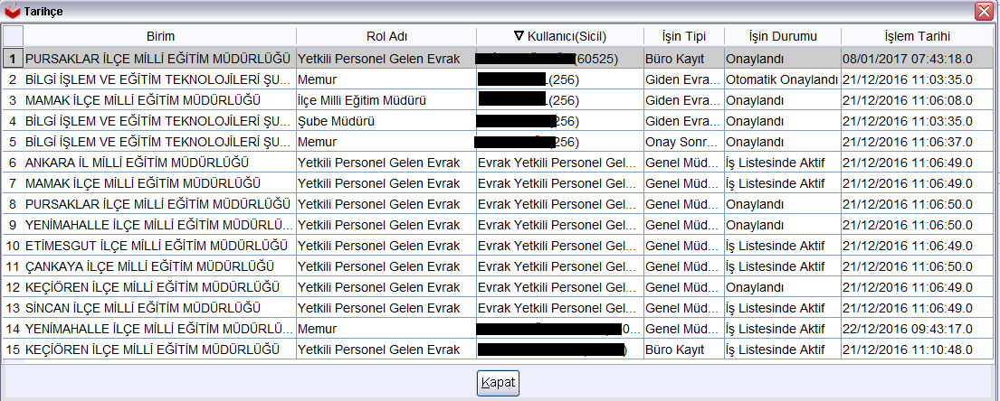 Tarihçe
Birim Rol Adı Kullanıcı(Sicil) İşin Tipi İşin Durumu İşlem Tarihi
1 PURSAKLAR İLÇE MİLLİ EĞİTİM MÜDÜRLÜĞÜ Yetkili Personel Gelen Evrak (60525) Büro Kayıt Onaylandı 08/01/2017 07:43:18.0
2 BİLGİ İŞLEM VE EĞİTİM TEKNOLOJİLERİ ŞU... Memur (256) Giden Evra... Otomatik Onaylandı 21/12/2016 11:03:35.0
3 MAMAK İLÇE MİLLİ EĞİTİM MÜDÜRLÜĞÜ İlçe Milli Eğitim Müdürü (256) Giden Evra... Onaylandı 21/12/2016 11:06:08.0
4 BİLGİ İŞLEM VE EĞİTİM TEKNOLOJİLERİ ŞU... Şube Müdürü 256) Giden Evra... Onaylandı 21/12/2016 11:03:35.0
5 BİLGİ İŞLEM VE EĞİTİM TEKNOLOJİLERİ ŞU... Memur 256) Onay Sonr... Onaylandı 21/12/2016 11:06:37.0
6 ANKARA İL MİLLİ EĞİTİM MÜDÜRLÜĞÜ Yetkili Personel Gelen Evrak Evrak Yetkili Personel Gel... Genel Müd... İş Listesinde Aktif 21/12/2016 11:06:49.0
7 MAMAK İLÇE MİLLİ EĞİTİM MÜDÜRLÜĞÜ Yetkili Personel Gelen Evrak Evrak Yetkili Personel Gel... Genel Müd... İş Listesinde Aktif 21/12/2016 11:06:49.0
8 PURSAKLAR İLÇE MİLLİ EĞİTİM MÜDÜRLÜĞÜ Yetkili Personel Gelen Evrak Evrak Yetkili Personel Gel... Genel Müd... Onaylandı 21/12/2016 11:06:50.0
9 YENİMAHALLE İLÇE MİLLİ EĞİTİM MÜDÜRLÜ... Yetkili Personel Gelen Evrak Evrak Yetkili Personel Gel... Genel Müd... Onaylandı 21/12/2016 11:06:50.0
10 ETİMESGUT İLÇE MİLLİ EĞİTİM MÜDÜRLÜĞÜ Yetkili Personel Gelen Evrak Evrak Yetkili Personel Gel... Genel Müd... İş Listesinde Aktif 21/12/2016 11:06:49.0
11 ÇANKAYA İLÇE MİLLİ EĞİTİM MÜDÜRLÜĞÜ Yetkili Personel Gelen Evrak Evrak Yetkili Personel Gel... Genel Müd... İş Listesinde Aktif 21/12/2016 11:06:50.0
12 KEÇİÖREN İLÇE MİLLİ EĞİTİM MÜDÜRLÜĞÜ Yetkili Personel Gelen Evrak Evrak Yetkili Personel Gel... Genel Müd... Onaylandı 21/12/2016 11:06:49.0
13 SİNCAN İLÇE MİLLİ EĞİTİM MÜDÜRLÜĞÜ Yetkili Personel Gelen Evrak Evrak Yetkili Personel Gel... Genel Müd... İş Listesinde Aktif 21/12/2016 11:06:49.0
14 YENİMAHALLE İLÇE MİLLİ EĞİTİM MÜDÜRLÜ... Memur 0... Genel Müd... İş Listesinde Aktif 22/12/2016 09:43:17.0
15 KEÇİÖREN İLÇE MİLLİ EĞİTİM MÜDÜRLÜĞÜ Yetkili Personel Gelen Evrak ) Büro Kayıt İş Listesinde Aktif 21/12/2016 11:10:48.0
Kapat